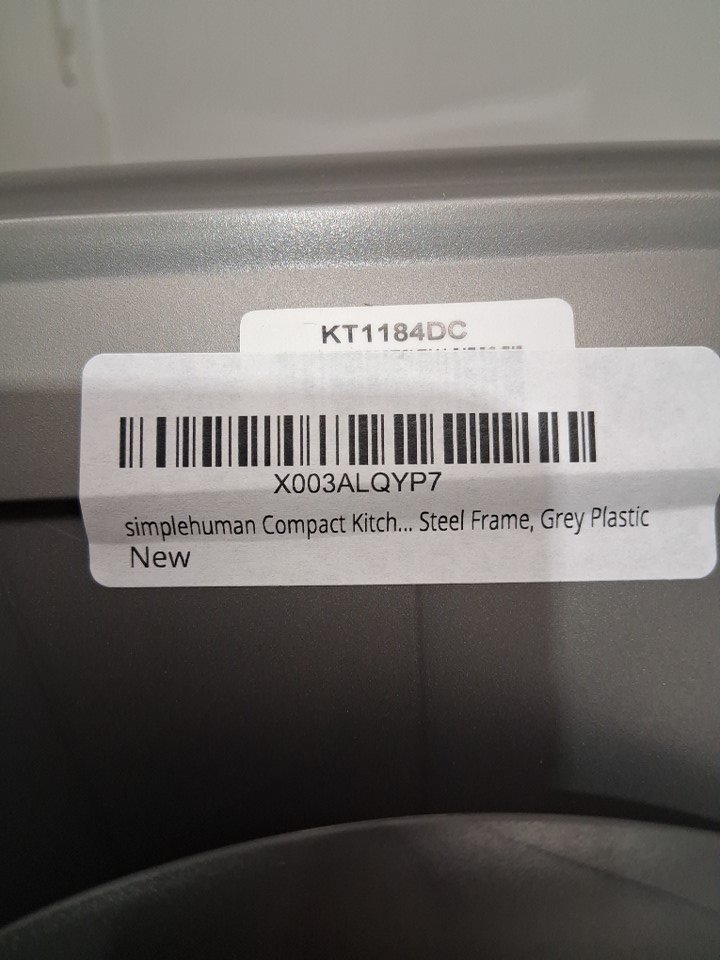 KT1184DC
X003ALQYP7
simplehuman Compact Kitch... Steel Frame, Grey Plastic
New